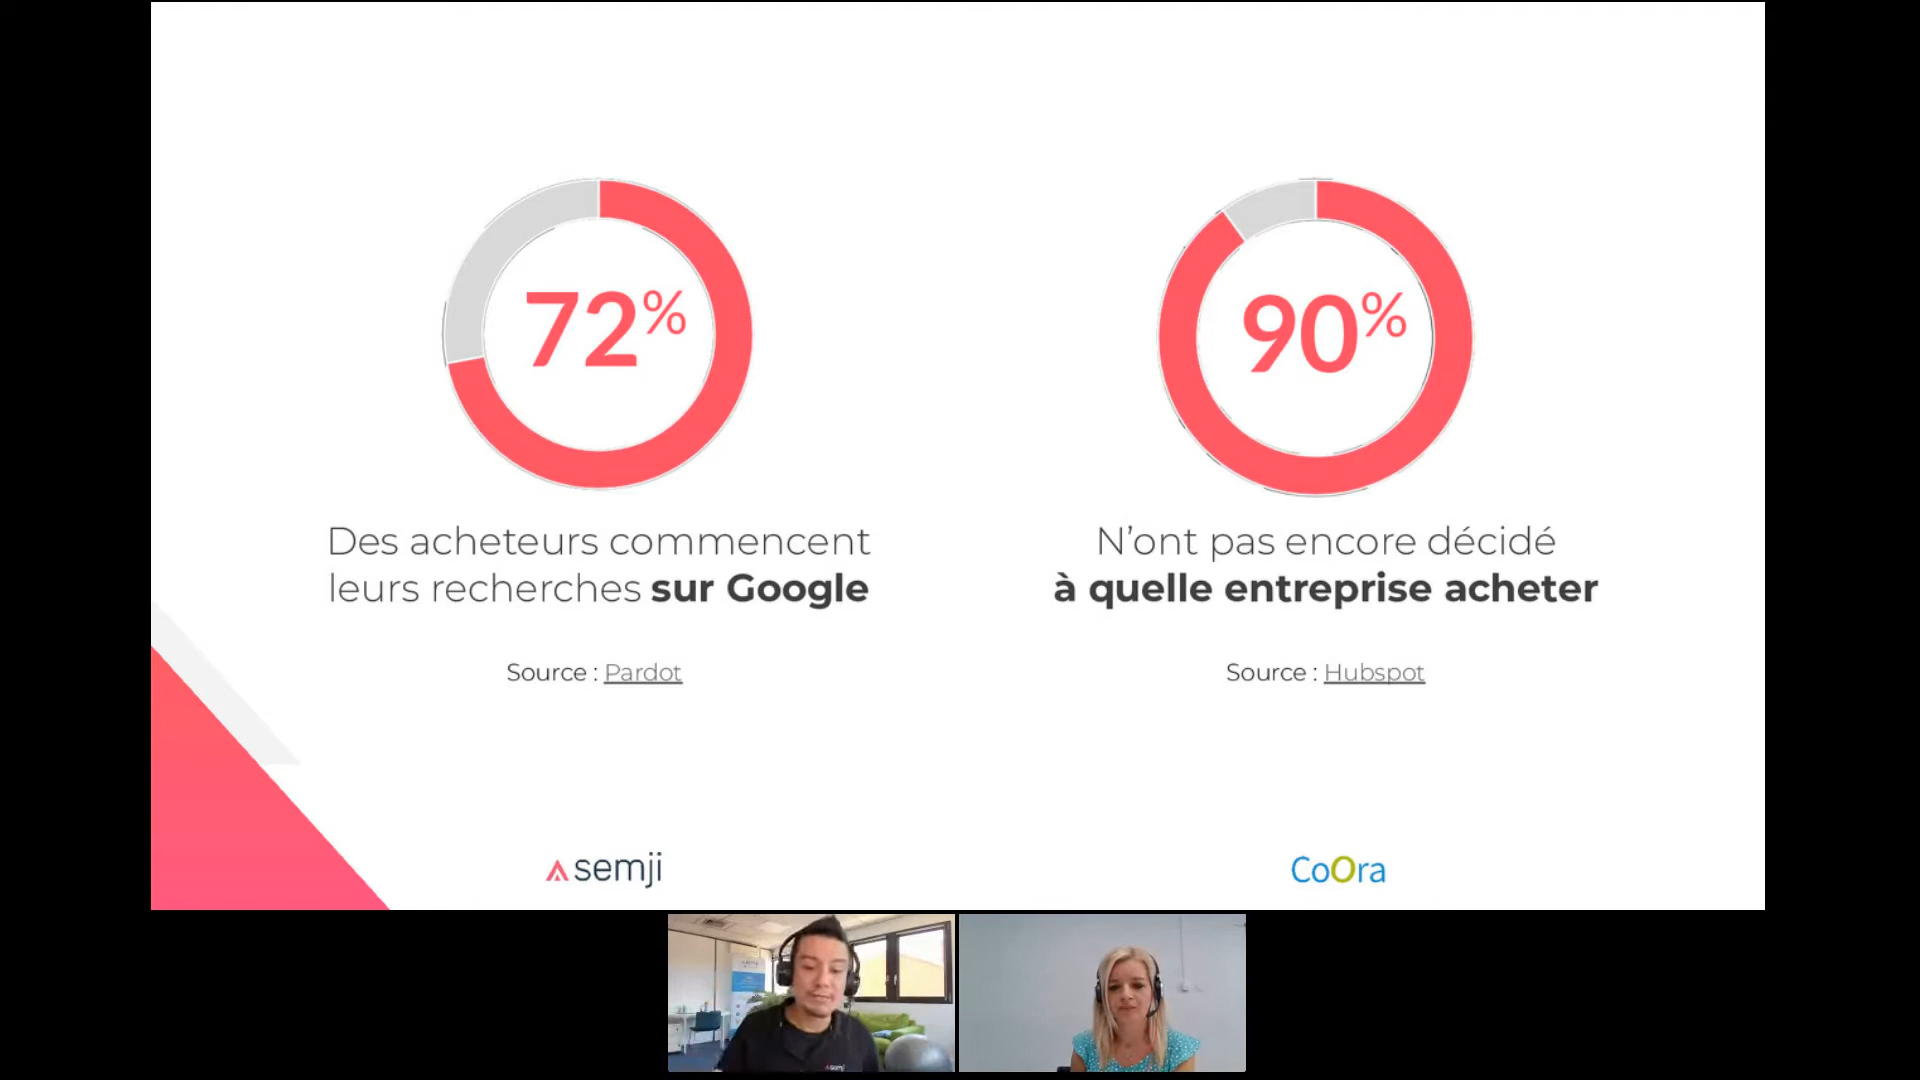 72%
Des acheteurs commencent
leurs recherches sur Google
Source : Pardot
90%
N'ont pas encore décidé
à quelle entreprise acheter
Source : Hubspot
semji
CoOra
semji